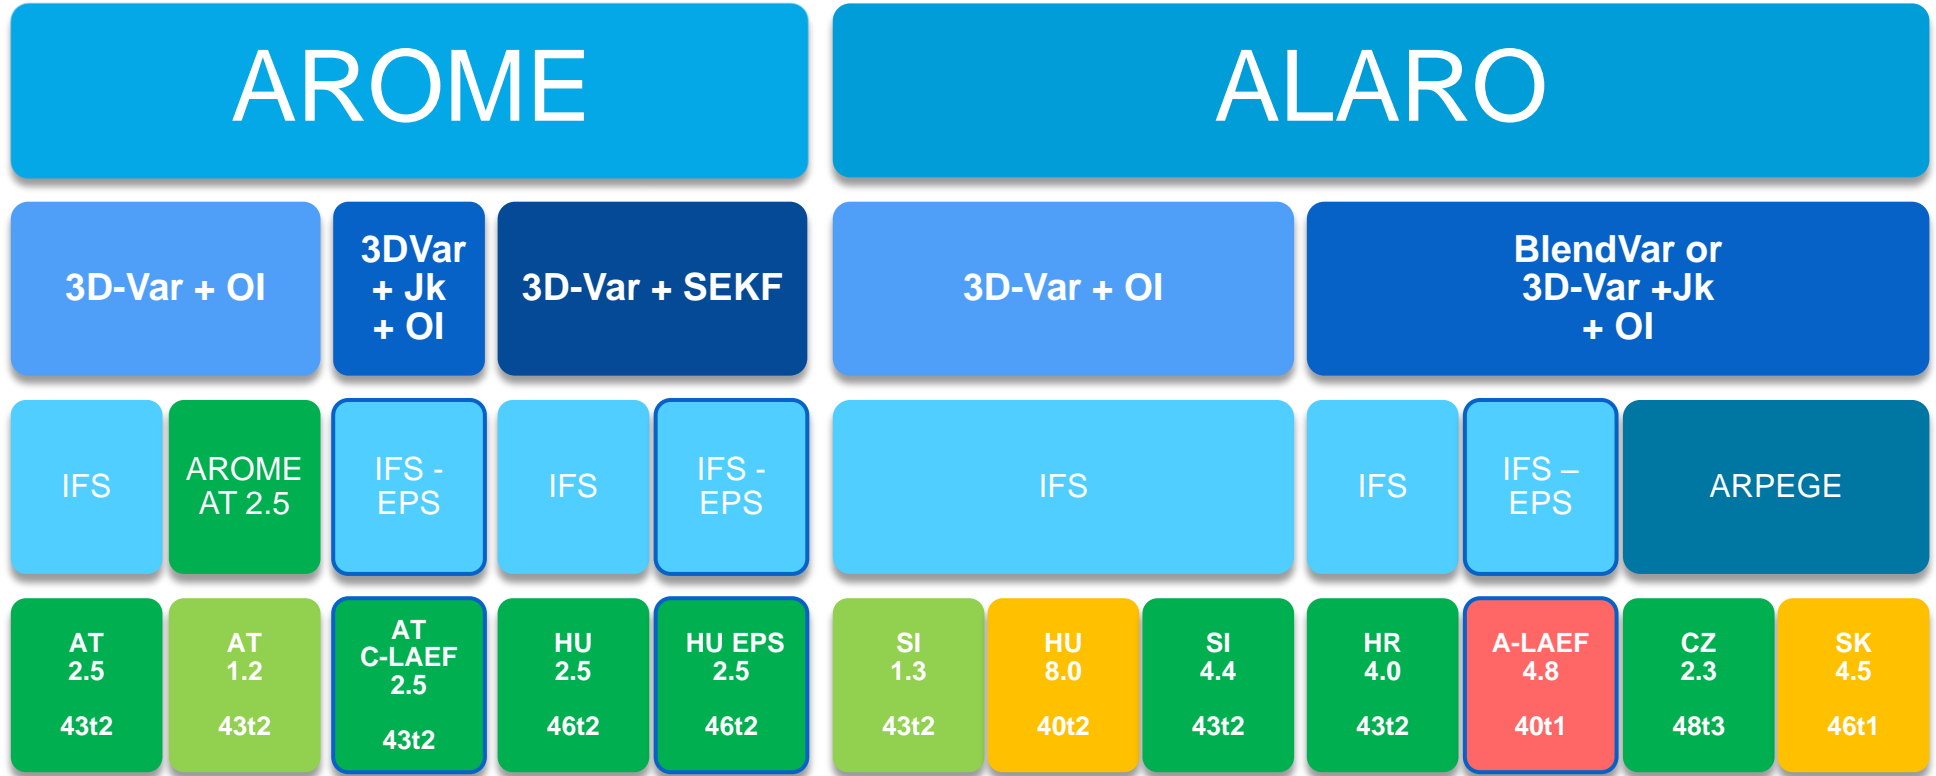 AROME
ALARO
3D-Var + OI
3DVar
+ Jk
+ OI
3D-Var + SEKF
3D-Var + OI
BlendVar or
3D-Var +Jk
+ OI
IFS
AROME
AT 2.5
IFS -
EPS
IFS
IFS -
EPS
IFS
IFS
IFS –
EPS
ARPEGE
AT
2.5
43t2
AT
1.2
43t2
AT
C-LAEF
2.5
43t2
HU
2.5
46t2
HU EPS
2.5
46t2
SI
1.3
43t2
HU
8.0
40t2
SI
4.4
43t2
HR
4.0
43t2
A-LAEF
4.8
40t1
CZ
2.3
48t3
SK
4.5
46t1